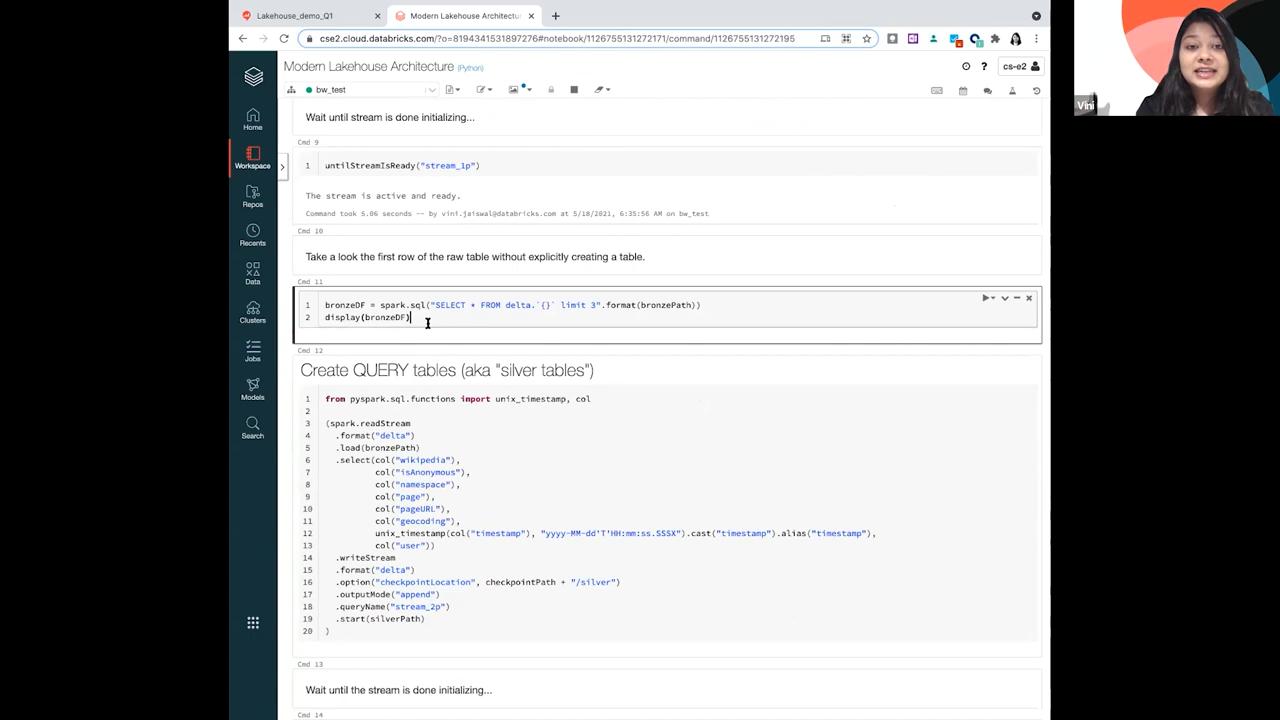 Lakehouse_demo_Q1
Modern Lakehouse Architectu
cse2.cloud.databricks.com/?o=8194341531897276#notebook/1126755131272171/command/1126755131272195
Modern Lakehouse Architecture (Python)
cs-e2
Vini
bw_test
Home
Workspace
Repos
Recents
Data
Clusters
Jobs
Models
Search
Wait until stream is done initializing...
Cmd 9
1 untilStreamIsReady("stream_1p")
The stream is active and ready.
Command took 5.06 seconds -- by vini.jaiswal@databricks.com at 5/18/2021, 6:35:56 AM on bw_test
Cmd 10
Take a look the first row of the raw table without explicitly creating a table.
Cmd 11
1 bronzeDF = spark.sql("SELECT * FROM delta.`{}` limit 3".format(bronzePath))
2 display(bronzeDF)
Cmd 12
Create QUERY tables (aka "silver tables")
1 from pyspark.sql.functions import unix_timestamp, col
2
3 (spark.readStream
4 .format("delta")
5 .load(bronzePath)
6 .select(col("wikipedia"),
7 col("isAnonymous"),
8 col("namespace"),
9 col("page"),
10 col("pageURL"),
11 col("geocoding"),
12 unix_timestamp(col("timestamp"), "yyyy-MM-dd'T'HH:mm:ss.SSSX").cast("timestamp").alias("timestamp"),
13 col("user"))
14 .writeStream
15 .format("delta")
16 .option("checkpointLocation", checkpointPath + "/silver")
17 .outputMode("append")
18 .queryName("stream_2p")
19 .start(silverPath)
20 )
Cmd 13
Wait until the stream is done initializing...
Cmd 14